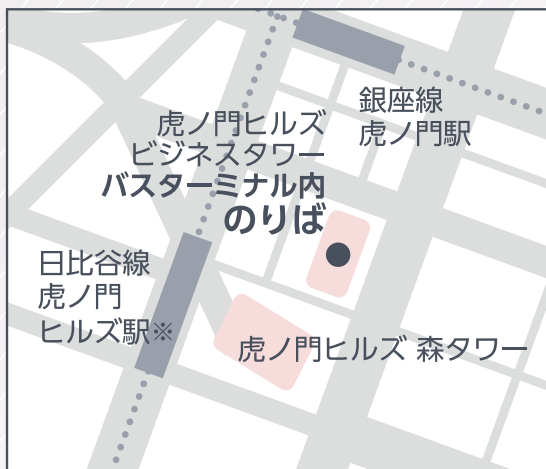 銀座線
虎ノ門駅
虎ノ門ヒルズ
ビジネスタワー
バスターミナル内
のりば
日比谷線
虎ノ門
ヒルズ駅※
虎ノ門ヒルズ 森タワー